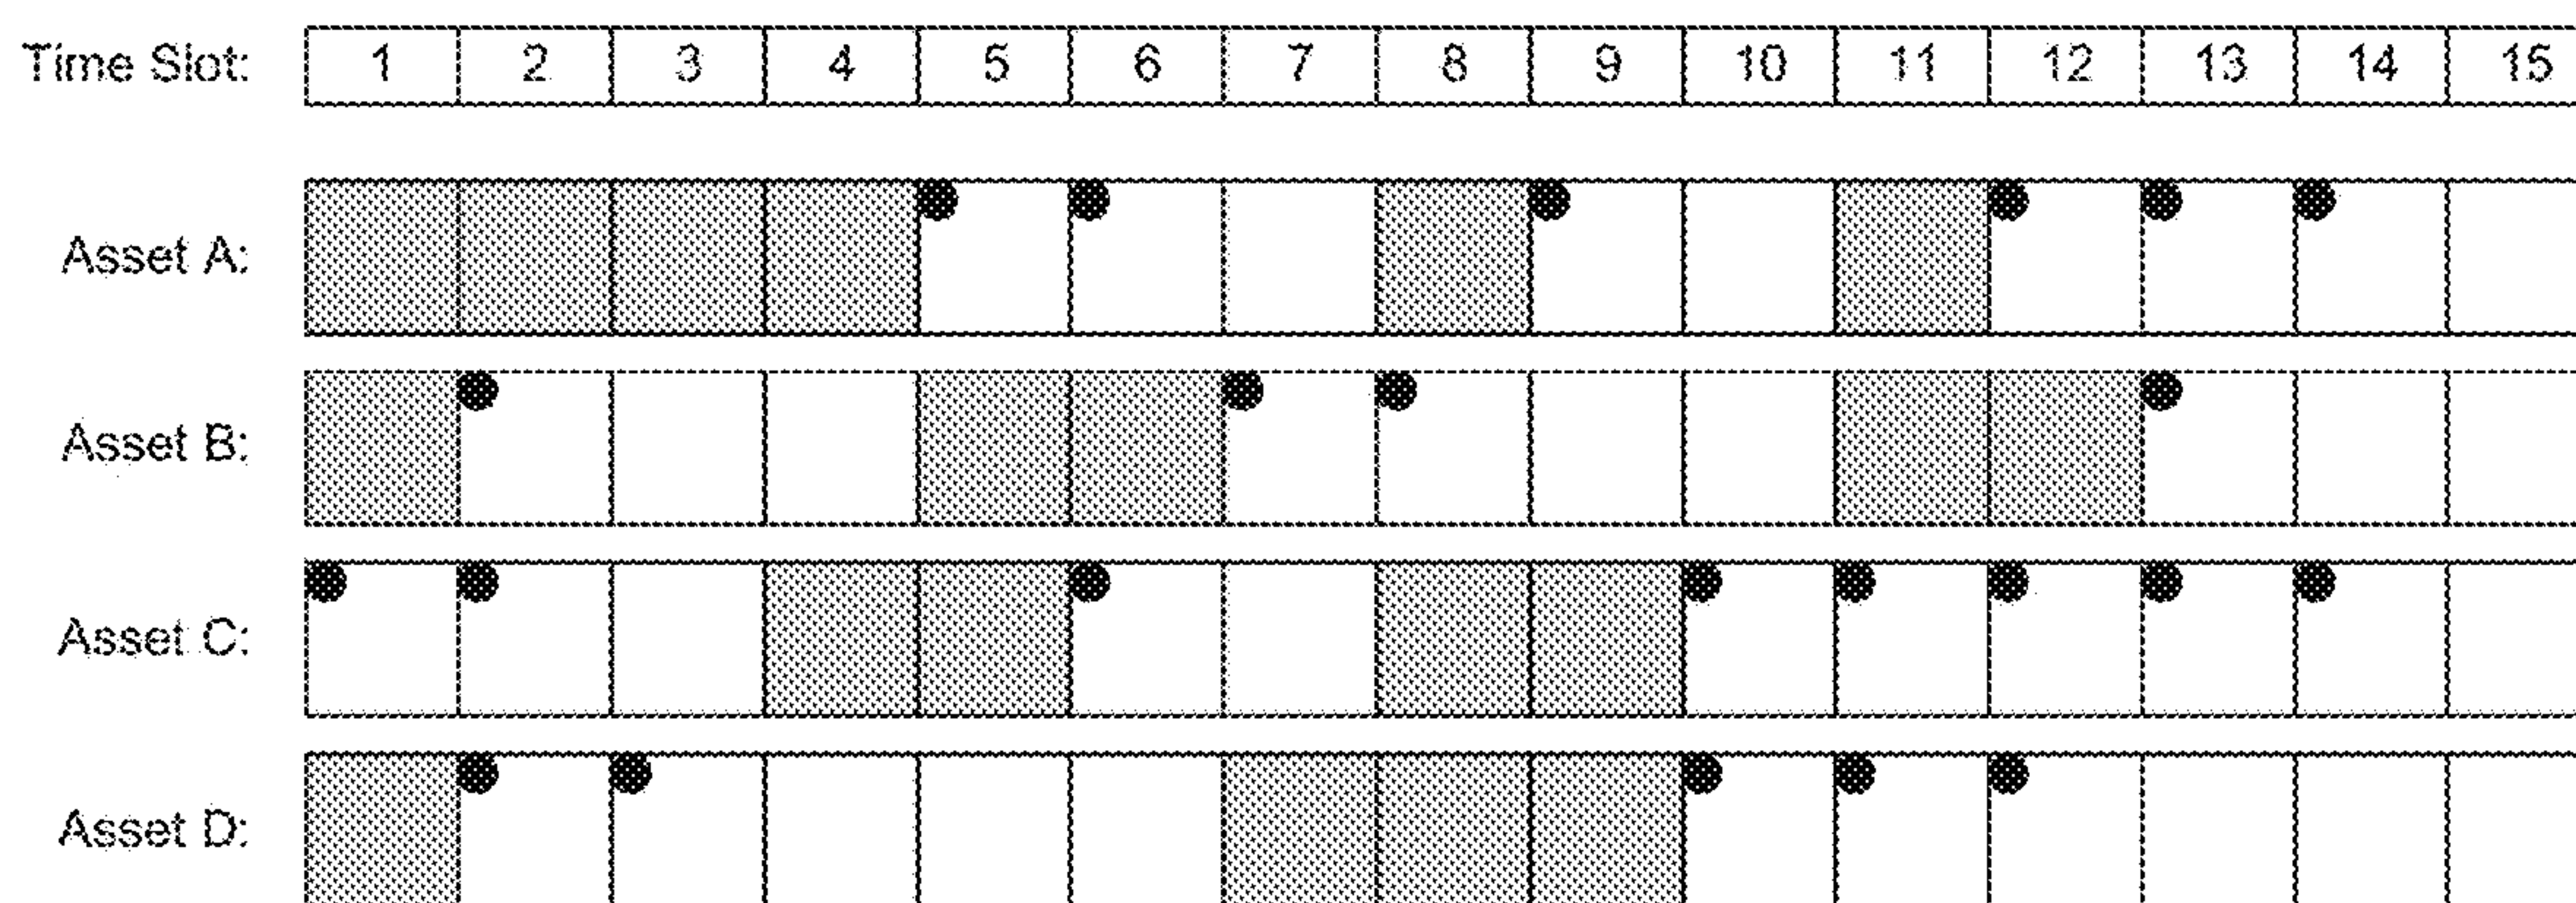 Time Slot: 1 2 3 4 5 6 7 8 9 10 11 12 13 14 15
Asset A:
Asset B:
Asset C:
Asset D: